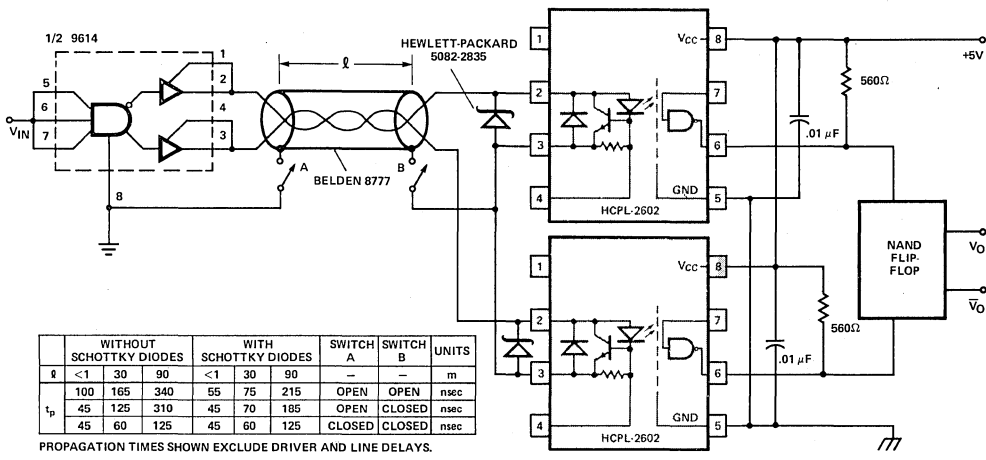 1/2 9614
1
2
4
3
5
6
7
V_IN
8
ℓ
HEWLETT-PACKARD
5082-2835
A
B
BELDEN 8777
1
2
3
4
VCC
8
7
6
GND
5
HCPL-2602
+5V
560Ω
.01 μF
NAND
FLIP-
FLOP
V_O
V̅_O
1
2
3
4
VCC
8
7
6
GND
5
HCPL-2602
560Ω
.01 μF
WITHOUT SCHOTTKY DIODES | WITH SCHOTTKY DIODES | SWITCH A | SWITCH B | UNITS
ℓ <1 30 90 <1 30 90 – – m
t_p 100 165 340 55 75 215 OPEN OPEN nsec
45 125 310 45 70 185 OPEN CLOSED nsec
45 60 125 45 60 125 CLOSED CLOSED nsec
PROPAGATION TIMES SHOWN EXCLUDE DRIVER AND LINE DELAYS.